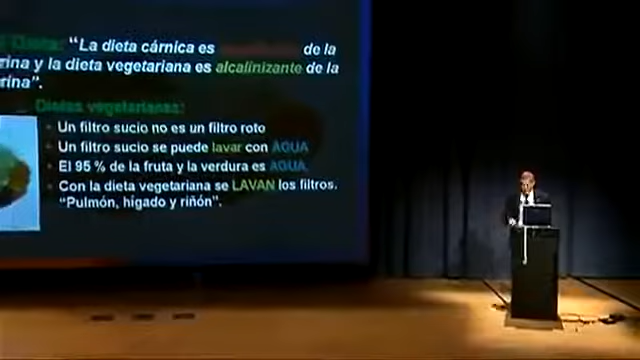 “La dieta cárnica es de la
rina y la dieta vegetariana es alcalinizante de la
rina”.
Dietas vegetarianas:
Un filtro sucio no es un filtro roto
Un filtro sucio se puede lavar con AGUA
El 95 % de la fruta y la verdura es AGUA.
Con la dieta vegetariana se LAVAN los filtros.
“Pulmón, hígado y riñón”.